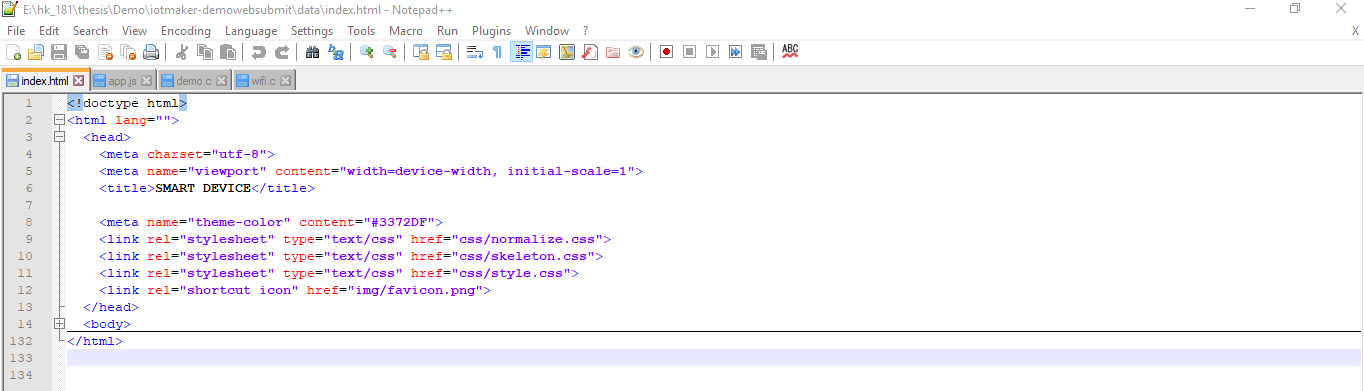 E:\hk_181\thesis\Demo\iotmaker-demowebsubmit\data\index.html - Notepad++
File Edit Search View Encoding Language Settings Tools Macro Run Plugins Window ? X
ABC
index.html app.js demo.c wifi.c
1 <!doctype html>
2 <html lang="">
3 <head>
4 <meta charset="utf-8">
5 <meta name="viewport" content="width=device-width, initial-scale=1">
6 <title>SMART DEVICE</title>
7
8 <meta name="theme-color" content="#3372DF">
9 <link rel="stylesheet" type="text/css" href="css/normalize.css">
10 <link rel="stylesheet" type="text/css" href="css/skeleton.css">
11 <link rel="stylesheet" type="text/css" href="css/style.css">
12 <link rel="shortcut icon" href="img/favicon.png">
13 </head>
14 <body>
132 </html>
133
134